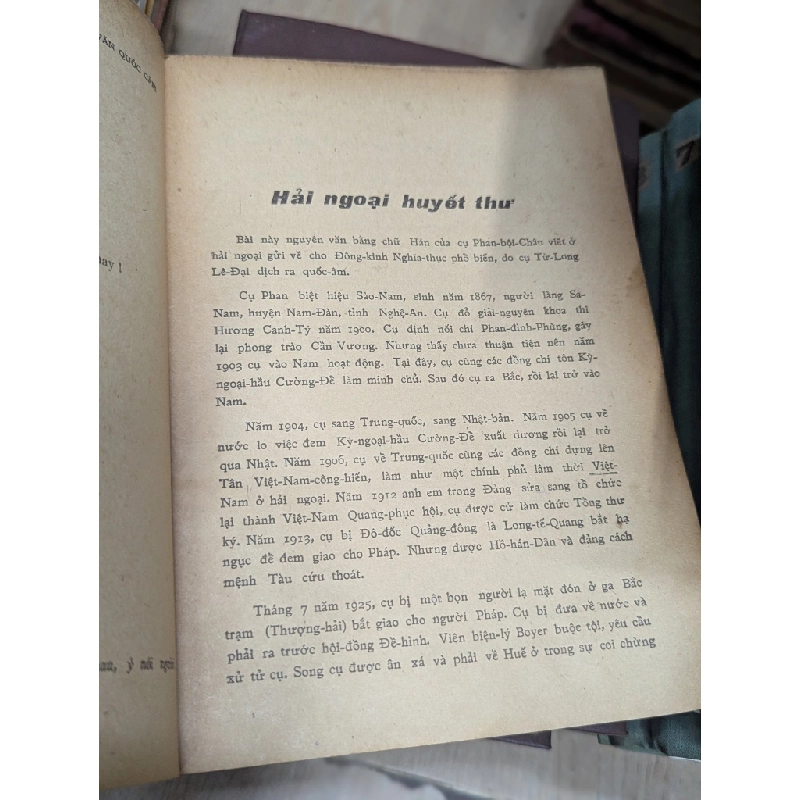 VĂN QUỐC CẤM
nay !
ý nói
Hải ngoại huyết thư
Bài này nguyên văn bằng chữ Hán của cụ Phan-bội-Châu viết ở
hải ngoại gửi về cho Đông-kinh Nghĩa-thục phổ biến, do cụ Từ-Long
Lê-Đại dịch ra quốc-âm.
Cụ Phan biệt hiệu Sào-Nam, sinh năm 1867, người làng Sa-
Nam, huyện Nam-Đàn, tỉnh Nghệ-An. Cụ đỗ giải-nguyên khoa thi
Hương Canh-Tý năm 1900. Cụ định nối chí Phan-đình-Phùng, gây
lại phong trào Cần Vương. Nhưng thấy chưa thuận tiện nên năm
1903 cụ vào Nam hoạt động. Tại đây, cụ cùng các đồng chí tôn Kỳ-
ngoại-hầu Cường-Đề làm minh chủ. Sau đó cụ ra Bắc, rồi lại trở vào
Nam.
Năm 1904, cụ sang Trung-quốc, sang Nhật-bản. Năm 1905 cụ về
nước lo việc đem Kỳ-ngoại-hầu Cường-Đề xuất dương rồi lại trở
qua Nhật. Năm 1906, cụ về Trung-quốc cùng các đồng chí dựng lên
Tân Việt-Nam-cộng-hiến, làm như một chính phủ lâm thời Việt-
Nam ở hải ngoại. Năm 1912 anh em trong Đảng sửa sang tổ chức
lại thành Việt-Nam Quang-phục hội, cụ được cử làm chức Tổng thư
ký. Năm 1913, cụ bị Đô-đốc Quảng-đông là Long-tế-Quang bắt hạ
ngục để đem giao cho Pháp. Nhưng được Hồ-hán-Dân và đảng cách
mệnh Tàu cứu thoát.
Tháng 7 năm 1925, cụ bị một bọn người lạ mặt đón ở ga Bắc
trạm (Thượng-hải) bắt giao cho người Pháp. Cụ bị đưa về nước và
phải ra trước hội-đồng Đề-hình. Viên biện-lý Boyer buộc tội, yêu cầu
xử tử cụ. Song cụ được ân xá và phải về Huế ở trong sự coi chừng